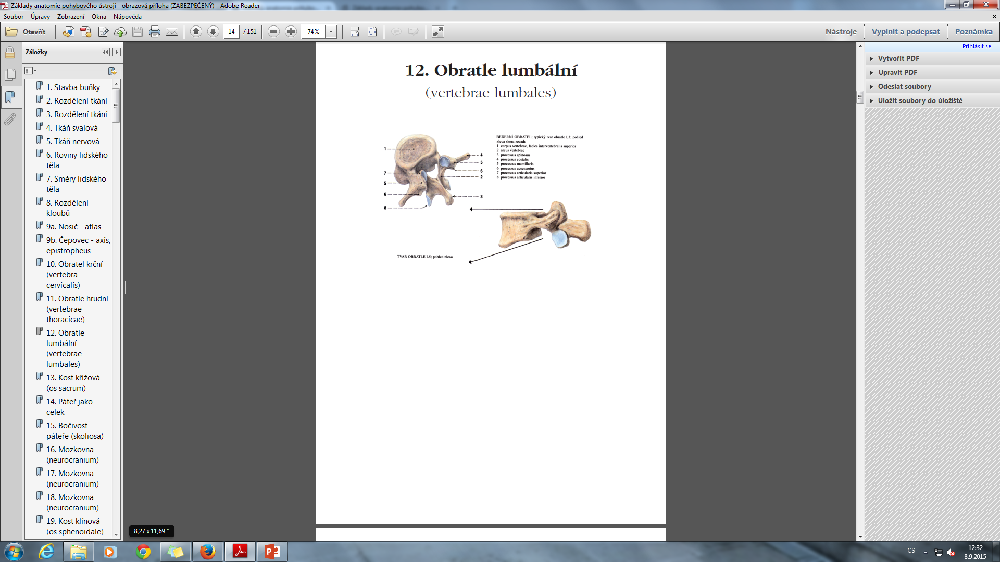 Základy anatomie pohybového ústrojí - obrazová příloha (ZABEZPEČENÝ) - Adobe Reader
Soubor Úpravy Zobrazení Okna Nápověda
Otevřít 14 / 151 74% Nástroje Vyplnit a podepsat Poznámka
Přihlásit se
Záložky
1. Stavba buňky
2. Rozdělení tkání
3. Rozdělení tkání
4. Tkáň svalová
5. Tkáň nervová
6. Roviny lidského
těla
7. Směry lidského
těla
8. Rozdělení
kloubů
9a. Nosič - atlas
9b. Čepovec - axis,
epistropheus
10. Obratel krční
(vertebra
cervicalis)
11. Obratle hrudní
(vertebrae
thoracicae)
12. Obratle
lumbální
(vertebrae
lumbales)
13. Kost křížová
(os sacrum)
14. Páteř jako
celek
15. Bočivost
páteře (skoliosa)
16. Mozkovna
(neurocranium)
17. Mozkovna
(neurocranium)
18. Mozkovna
(neurocranium)
19. Kost klínová
(os sphenoidale)
12. Obratle lumbální
(vertebrae lumbales)
1
7
5
6
8
4
5
6
2
3
BEDERNÍ OBRATEL; typický tvar obratle L3; pohled
zleva shora zezadu
1 corpus vertebrae, facies intervertebralis superior
2 arcus vertebrae
3 processus spinosus
4 processus costalis
5 processus mamillaris
6 processus accessorius
7 processus articularis superior
8 processus articularis inferior
TVAR OBRATLE L5; pohled zleva
8,27 x 11,69 "
Vytvořit PDF
Upravit PDF
Odeslat soubory
Uložit soubory do úložiště
CS
12:32
8.9.2015